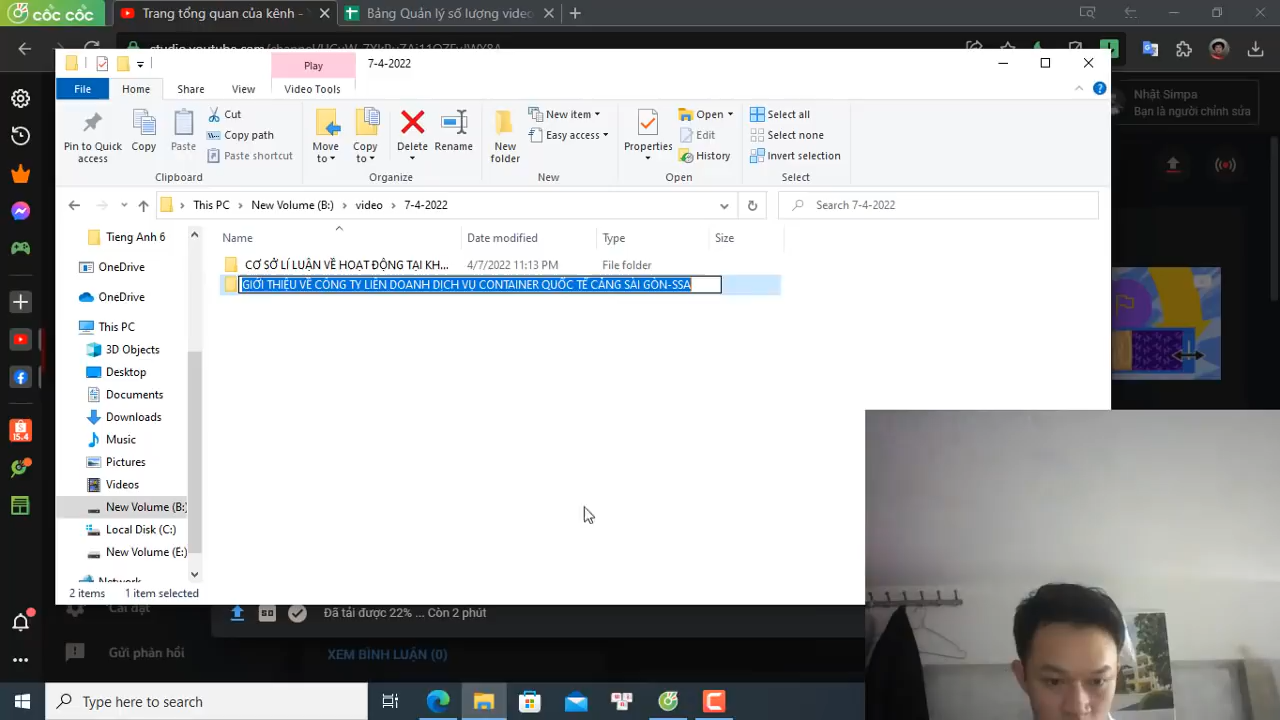 cốc cốc
Trang tổng quan của kênh -
Bảng Quản lý số lượng video
Play
7-4-2022
File
Home
Share
View
Video Tools
Pin to Quick access
Copy
Paste
Cut
Copy path
Paste shortcut
Move to
Copy to
Delete
Rename
New folder
New item
Easy access
Properties
Open
Edit
History
Select all
Select none
Invert selection
Clipboard
Organize
New
Open
Select
This PC
New Volume (B:)
video
7-4-2022
Search 7-4-2022
Name
Date modified
Type
Size
CƠ SỞ LÍ LUẬN VỀ HOẠT ĐỘNG TẠI KH...
4/7/2022 11:13 PM
File folder
GIỚI THIỆU VỀ CÔNG TY LIÊN DOANH DỊCH VỤ CONTAINER QUỐC TẾ CẢNG SÀI GÒN-SSA
Tieng Anh 6
OneDrive
OneDrive
This PC
3D Objects
Desktop
Documents
Downloads
Music
Pictures
Videos
New Volume (B:)
Local Disk (C:)
New Volume (E:)
Network
2 items
1 item selected
Nhật Simpa
Bạn là người chỉnh sửa
15.4
Cài đặt
Đã tải được 22% ... Còn 2 phút
Gửi phản hồi
XEM BÌNH LUẬN (0)
Type here to search